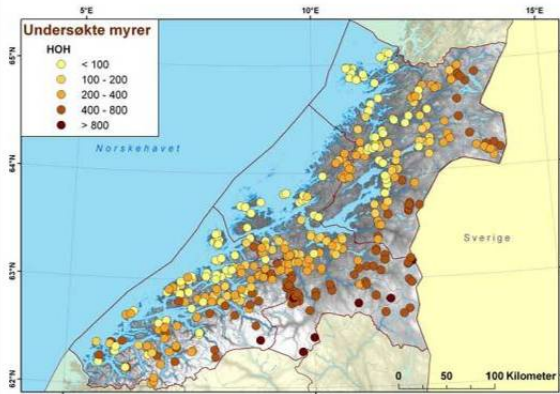 5°E
10°E
15°E
Undersøkte myrer
HOH
< 100
100 - 200
200 - 400
400 - 800
> 800
65°N
64°N
63°N
62°N
Norskehavet
Sverige
0 50 100 Kilometer